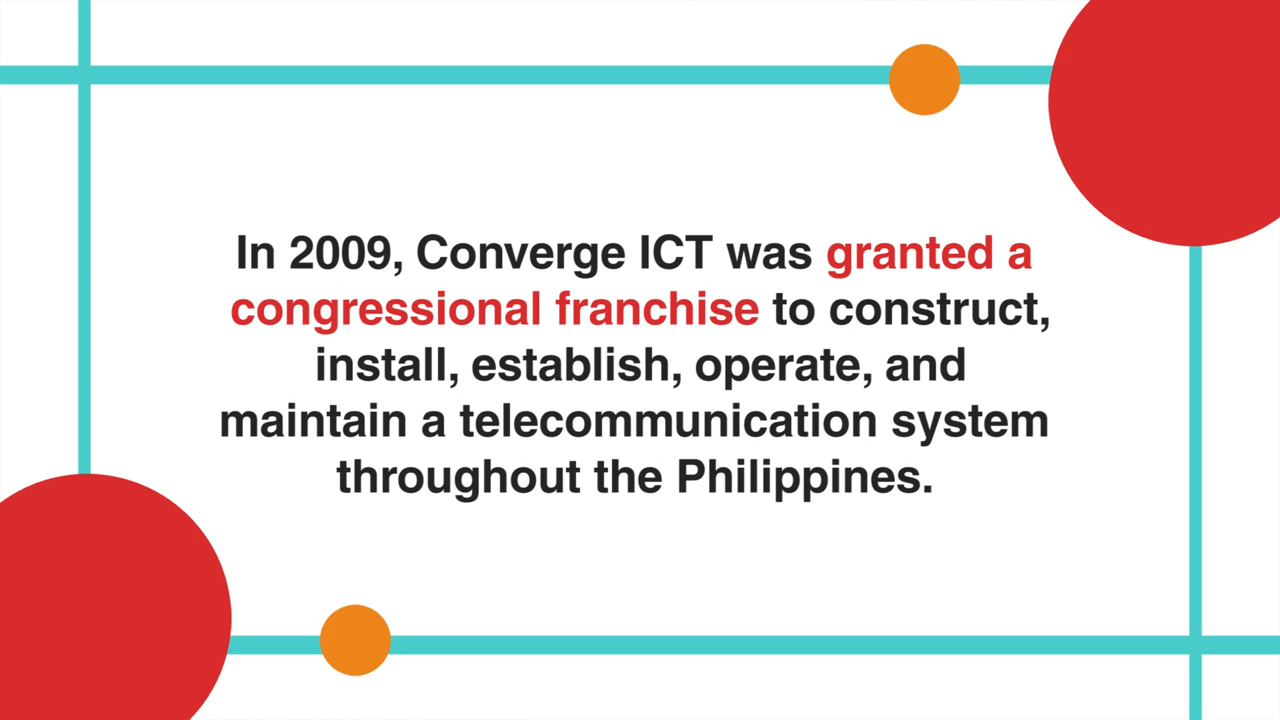 In 2009, Converge ICT was granted a
congressional franchise to construct,
install, establish, operate, and
maintain a telecommunication system
throughout the Philippines.